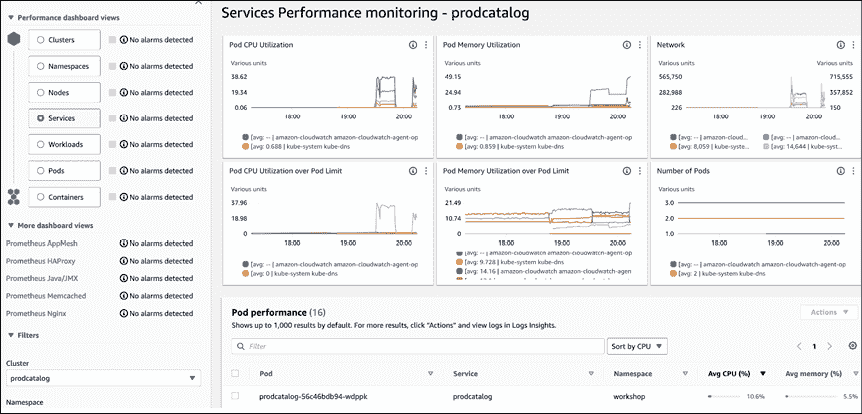 Performance dashboard views
Clusters
No alarms detected
Namespaces
No alarms detected
Nodes
No alarms detected
Services
No alarms detected
Workloads
No alarms detected
Pods
No alarms detected
Containers
No alarms detected
More dashboard views
Prometheus AppMesh
No alarms detected
Prometheus HAProxy
No alarms detected
Prometheus Java/JMX
No alarms detected
Prometheus Memcached
No alarms detected
Prometheus Nginx
No alarms detected
Filters
Cluster
prodcatalog
Namespace
Services Performance monitoring - prodcatalog
Pod CPU Utilization
Various units
38.62
19.34
0.06
18:00 19:00 20:00
[avg: -- | amazon-cloudwatch amazon-cloudwatch-agent-op
[avg: 0.688 | kube-system kube-dns
Pod Memory Utilization
Various units
49.15
24.94
0.73
18:00 19:00 20:00
[avg: -- | amazon-cloudwatch amazon-cloudwatch-agent-op
[avg: 0.859 | kube-system kube-dns
Network
Various units Various units
565,750 715,555
282,988 357,852
226 150
18:00 19:00 20:00
[avg: -- | amazon-cloud... [avg: -- | amazon-cloud...
[avg: 8,059 | kube-syst... [avg: 14,644 | kube-syst...
Pod CPU Utilization over Pod Limit
Various units
37.96
18.98
0
18:00 19:00 20:00
[avg: -- | amazon-cloudwatch amazon-cloudwatch-agent-op
[avg: 0 | kube-system kube-dns
Pod Memory Utilization over Pod Limit
Various units
21.49
10.74
0
18:00 19:00 20:00
[avg: 9.728 | kube-system kube-dns
[avg: 14.16 | amazon-cloudwatch amazon-cloudwatch-agen
Number of Pods
Various units
3.0
2.0
1.0
18:00 19:00 20:00
[avg: -- | amazon-cloudwatch amazon-cloudwatch-agent-op
[avg: 2 | kube-system kube-dns
Pod performance (16)
Actions
Shows up to 1,000 results by default. For more results, click "Actions" and view logs in Logs Insights.
Filter
Sort by CPU
1
Pod Service Namespace Avg CPU (%) Avg memory (%)
prodcatalog-56c46bdb94-wdppk prodcatalog workshop 10.6% 5.5%